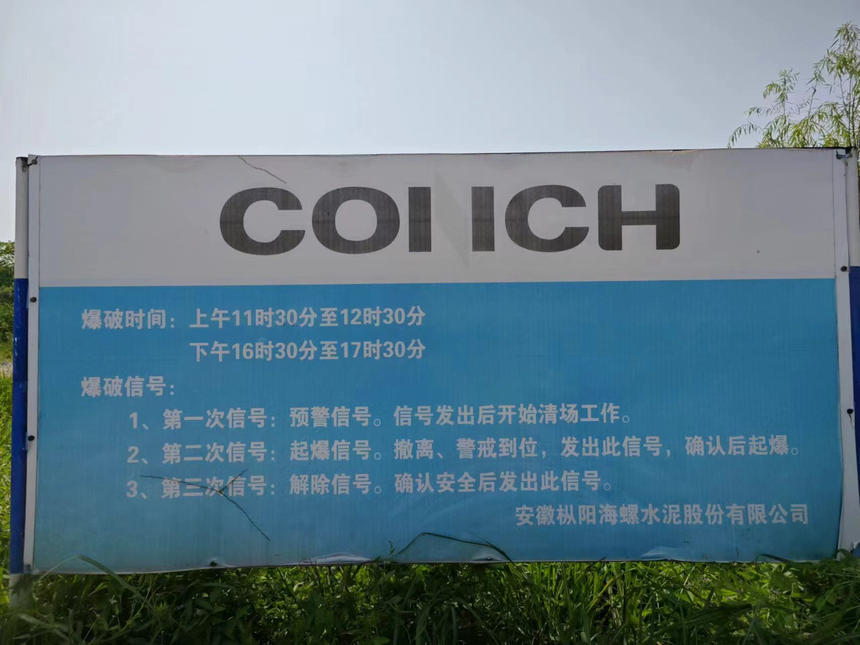 CONCH
爆破时间：上午11时30分至12时30分
下午16时30分至17时30分
爆破信号：
1、第一次信号：预警信号。信号发出后开始清场工作。
2、第二次信号：起爆信号。撤离、警戒到位，发出此信号，确认后起爆。
3、第三次信号：解除信号。确认安全后发出此信号。
安徽枞阳海螺水泥股份有限公司